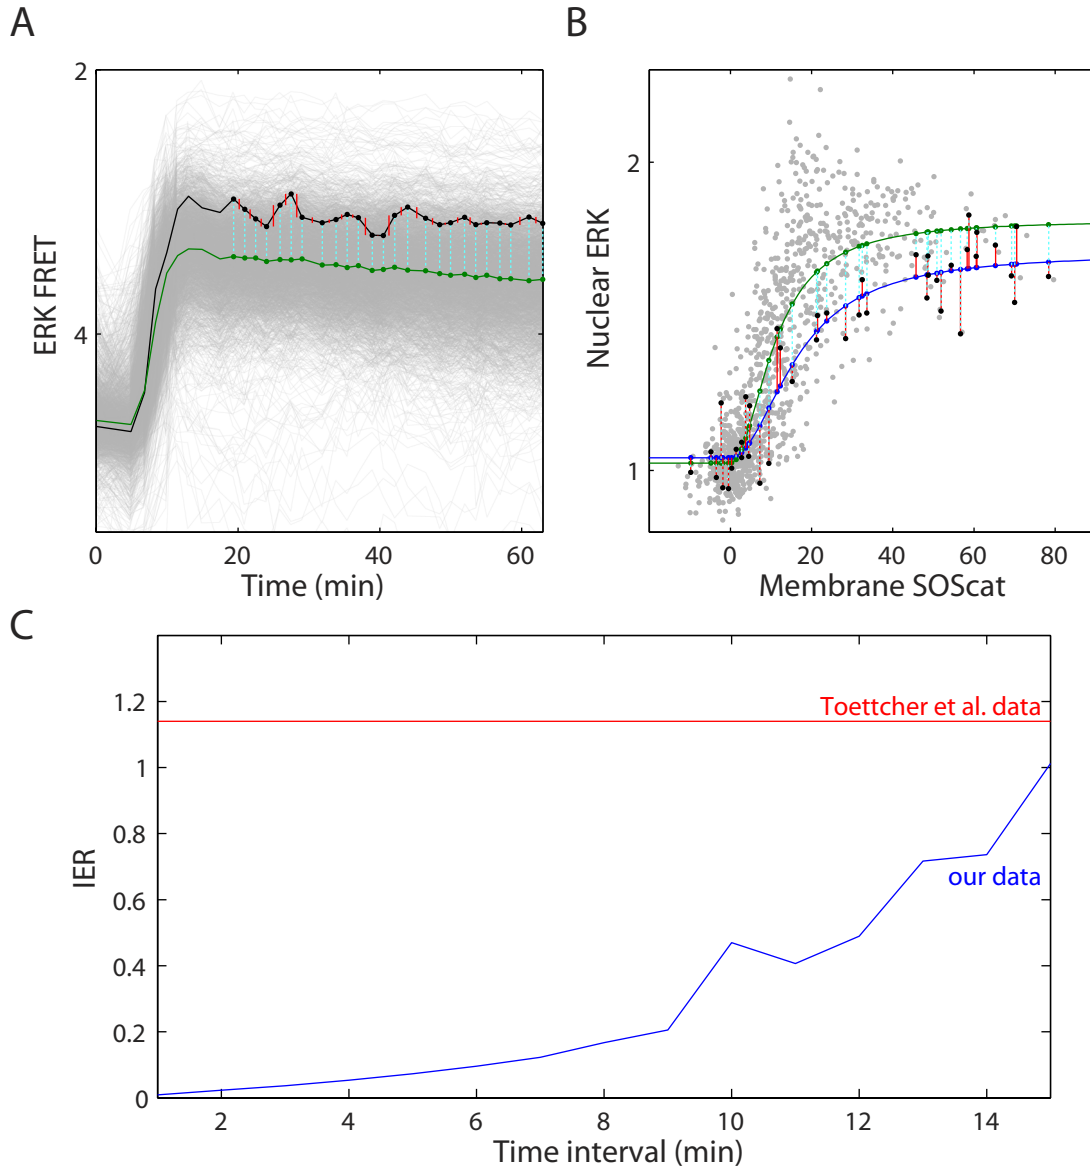 A
B
2
4
ERK FRET
0
20
40
60
Time (min)
2
1
Nuclear ERK
0
20
40
60
80
Membrane SOScat
C
1.2
1
0.8
0.6
0.4
0.2
0
IER
Toettcher et al. data
our data
2
4
6
8
10
12
14
Time interval (min)